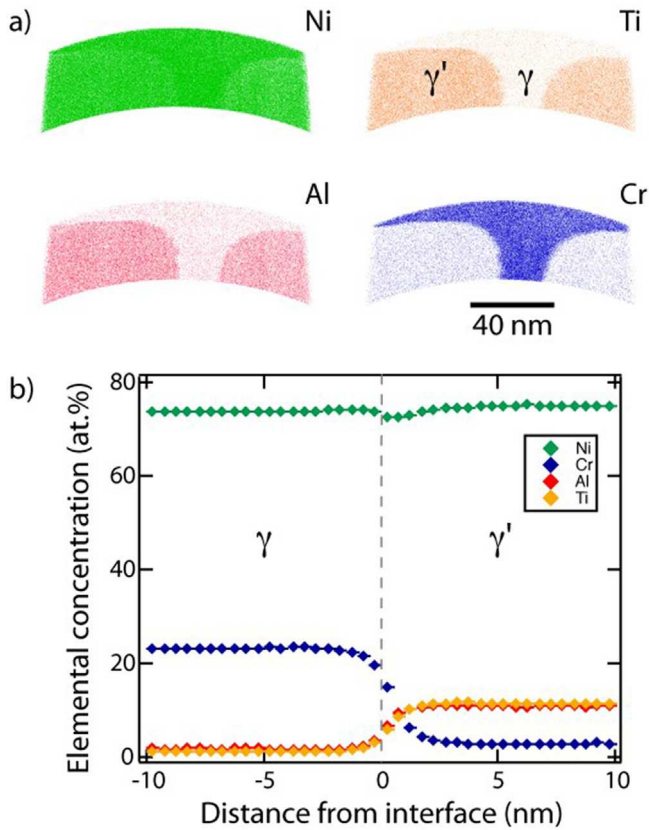 a)
Ni
Ti
γ'
γ
Al
Cr
40 nm
b)
Elemental concentration (at.%)
80
60
40
20
0
γ
γ'
Ni
Cr
Al
Ti
-10
-5
0
5
10
Distance from interface (nm)